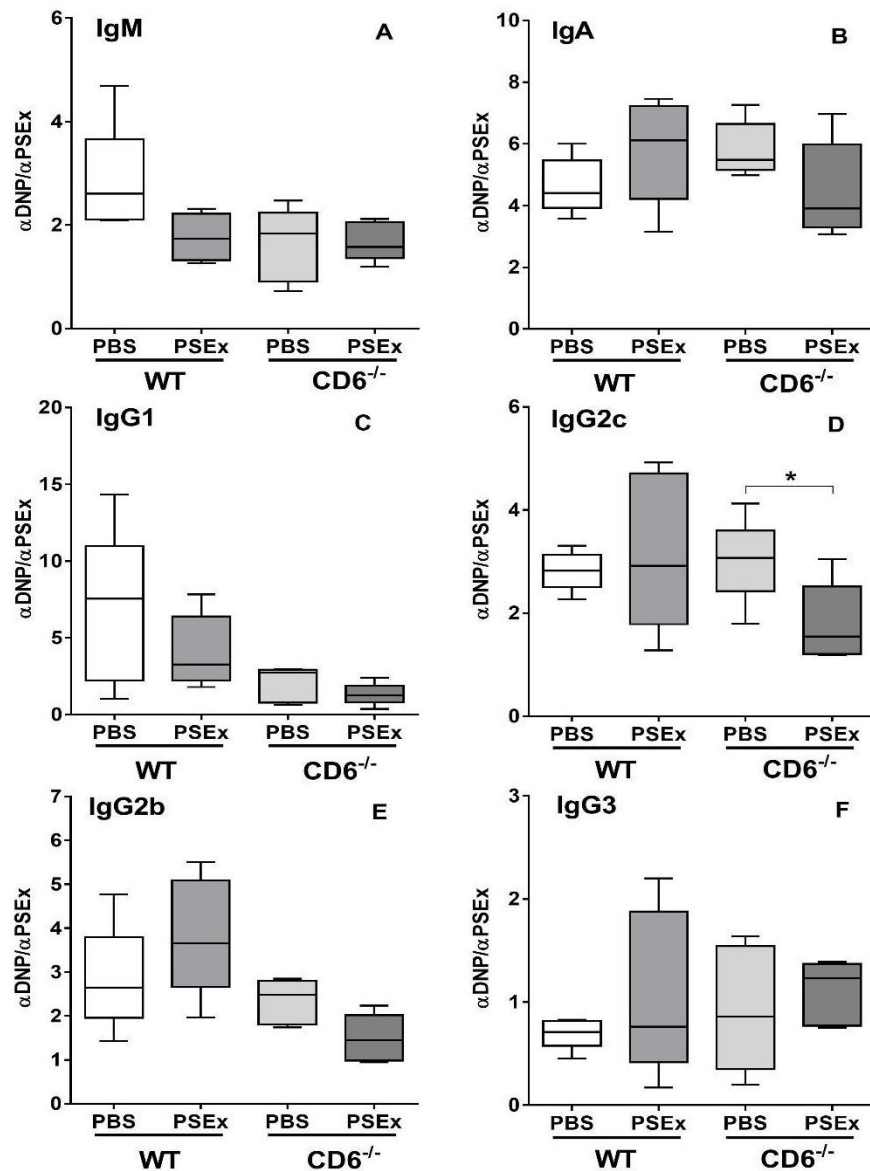 IgM A
6
4
2
0
αDNP/αPSEx
PBS PSEx PBS PSEx
WT CD6-/-
IgA B
10
8
6
4
2
0
αDNP/αPSEx
PBS PSEx PBS PSEx
WT CD6-/-
IgG1 C
20
15
10
5
0
αDNP/αPSEx
PBS PSEx PBS PSEx
WT CD6-/-
IgG2c D
6
4
2
0
αDNP/αPSEx
*
PBS PSEx PBS PSEx
WT CD6-/-
IgG2b E
7
6
5
4
3
2
1
0
αDNP/αPSEx
PBS PSEx PBS PSEx
WT CD6-/-
IgG3 F
3
2
1
0
αDNP/αPSEx
PBS PSEx PBS PSEx
WT CD6-/-